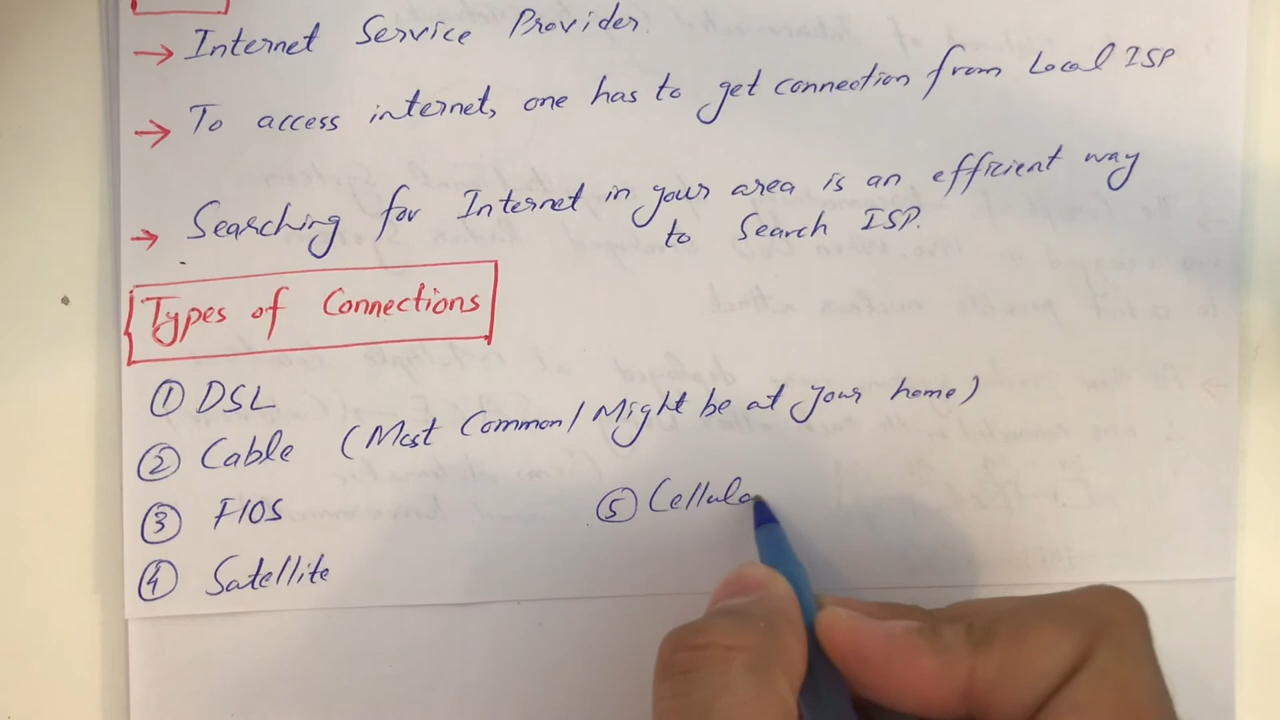 → Internet Service Provider.
→ To access internet, one has to get connection from Local ISP
→ Searching for Internet in your area is an efficient way
to Search ISP.
Types of Connections
① DSL
② Cable (Most Common / Might be at your home)
③ FIOS
④ Satellite
⑤ Cellula